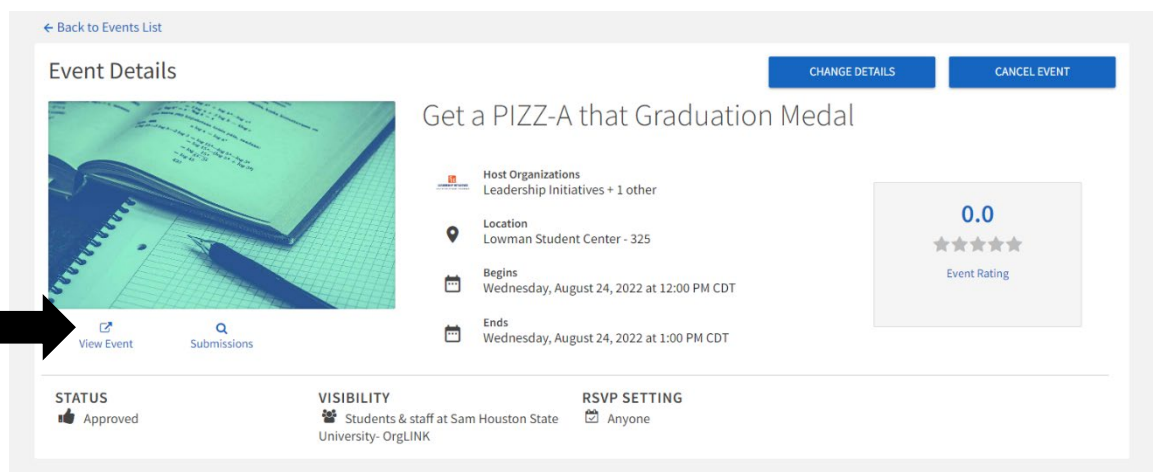 ← Back to Events List
Event Details
CHANGE DETAILS
CANCEL EVENT
Get a PIZZ-A that Graduation Medal
Host Organizations
Leadership Initiatives + 1 other
Location
Lowman Student Center - 325
Begins
Wednesday, August 24, 2022 at 12:00 PM CDT
Ends
Wednesday, August 24, 2022 at 1:00 PM CDT
0.0
Event Rating
View Event
Submissions
STATUS
Approved
VISIBILITY
Students & staff at Sam Houston State
University- OrgLINK
RSVP SETTING
Anyone